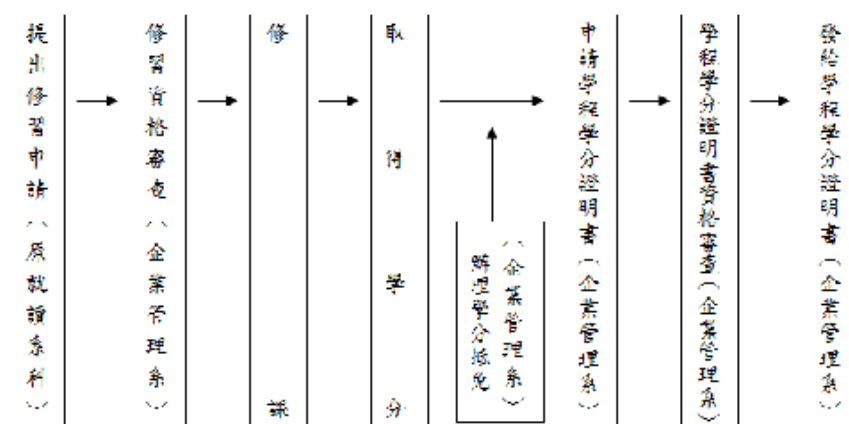 提出修習申請（原就讀系科）
修習資格審查（企業管理系）
修課
取得學分
辦理學分抵免
（企業管理系）
申請學程學分證明書（企業管理系）
學程學分證明書資格審查（企業管理系）
發給學程學分證明書（企業管理系）